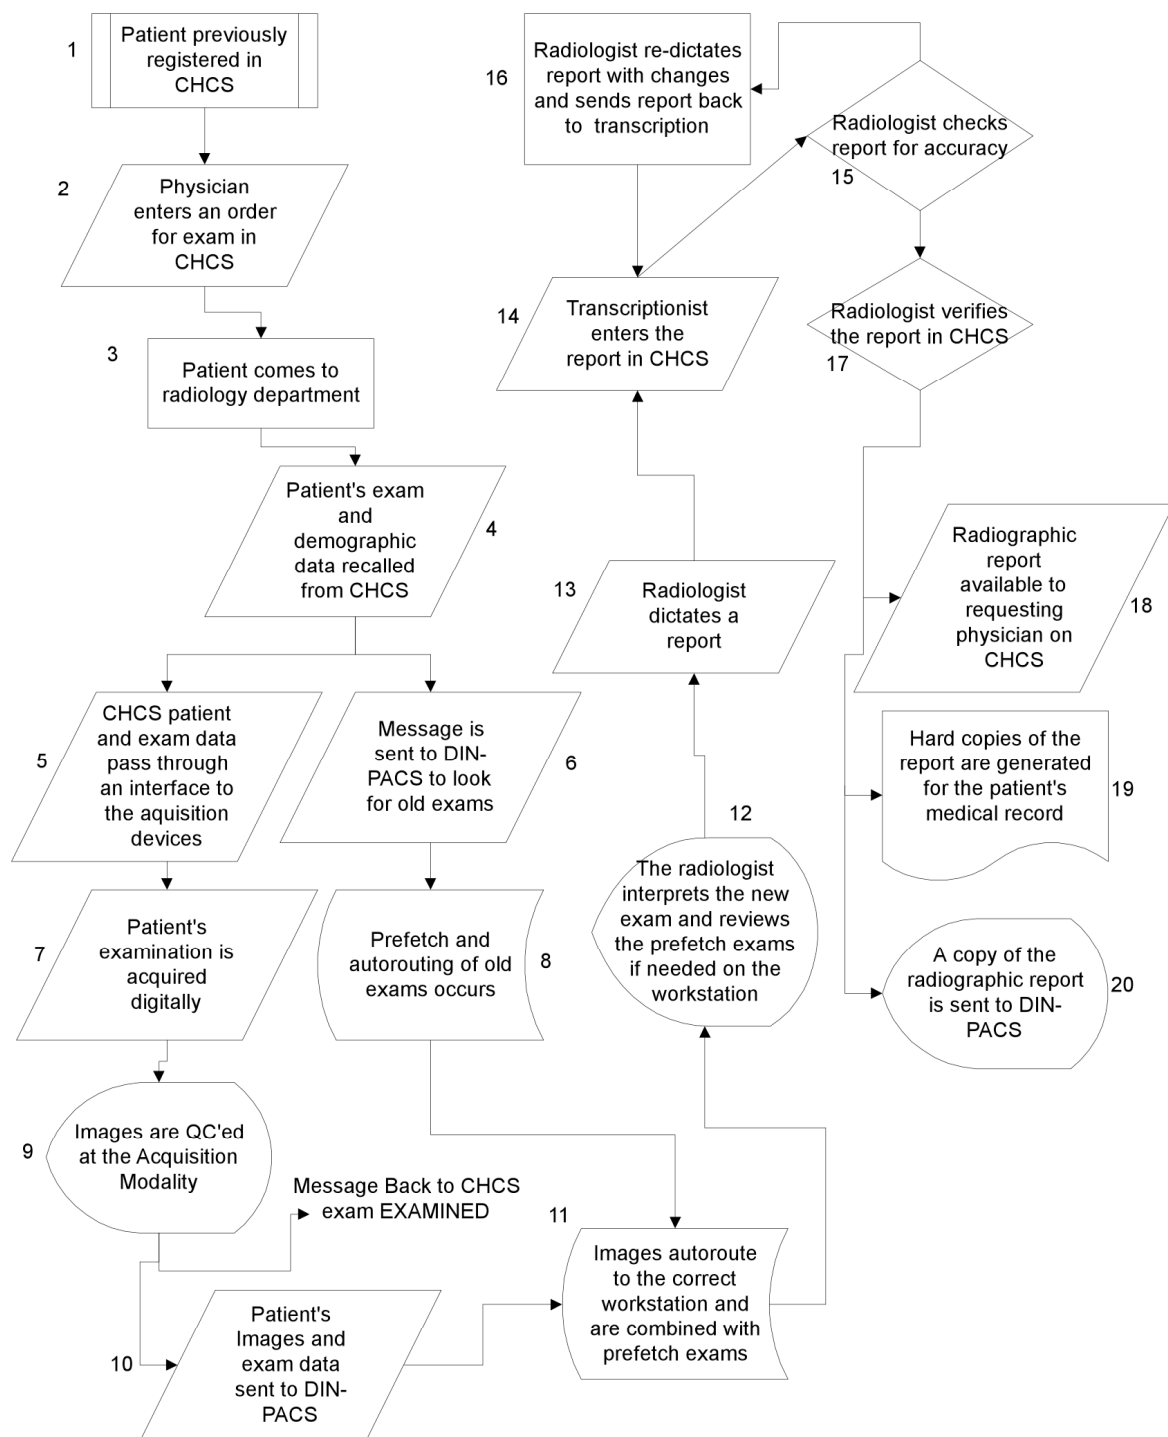 1
Patient previously
registered in
CHCS
2
Physician
enters an order
for exam in
CHCS
3
Patient comes to
radiology department
Patient's exam
and
demographic
data recalled
from CHCS
4
5
CHCS patient
and exam data
pass through
an interface to
the aquisition
devices
Message is
sent to DIN-
PACS to look
for old exams
6
7
Patient's
examination is
acquired
digitally
Prefetch and
autorouting of old
exams occurs
8
9
Images are QC'ed
at the Acquisition
Modality
Message Back to CHCS
exam EXAMINED
10
Patient's
Images and
exam data
sent to DIN-
PACS
11
Images autoroute
to the correct
workstation and
are combined with
prefetch exams
12
The radiologist
interprets the new
exam and reviews
the prefetch exams
if needed on the
workstation
13
Radiologist
dictates a
report
14
Transcriptionist
enters the
report in CHCS
Radiologist checks
report for accuracy
15
16
Radiologist re-dictates
report with changes
and sends report back
to transcription
Radiologist verifies
the report in CHCS
17
Radiographic
report
available to
requesting
physician on
CHCS
18
Hard copies of the
report are generated
for the patient's
medical record
19
A copy of the
radiographic report
is sent to DIN-
PACS
20